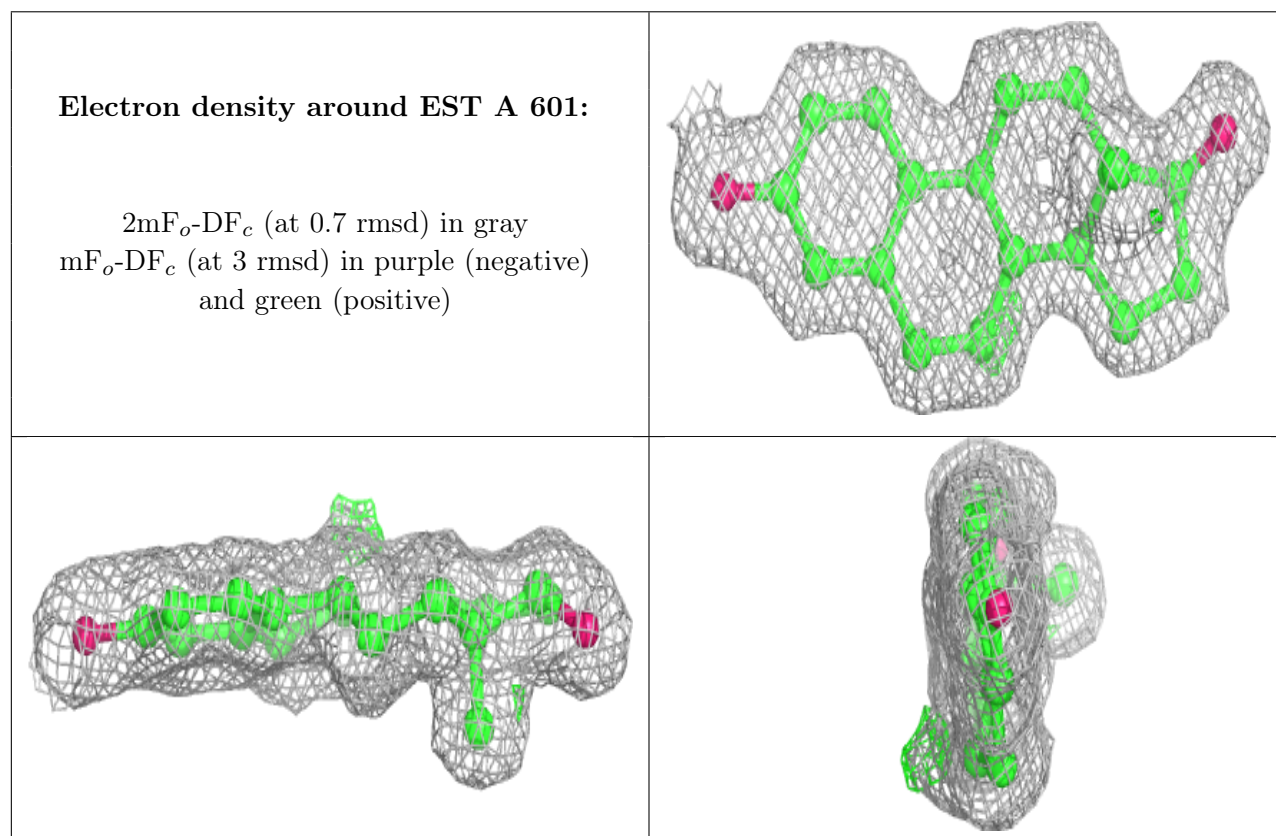 Electron density around EST A 601:
2mFo-DFc (at 0.7 rmsd) in gray
mFo-DFc (at 3 rmsd) in purple (negative)
and green (positive)